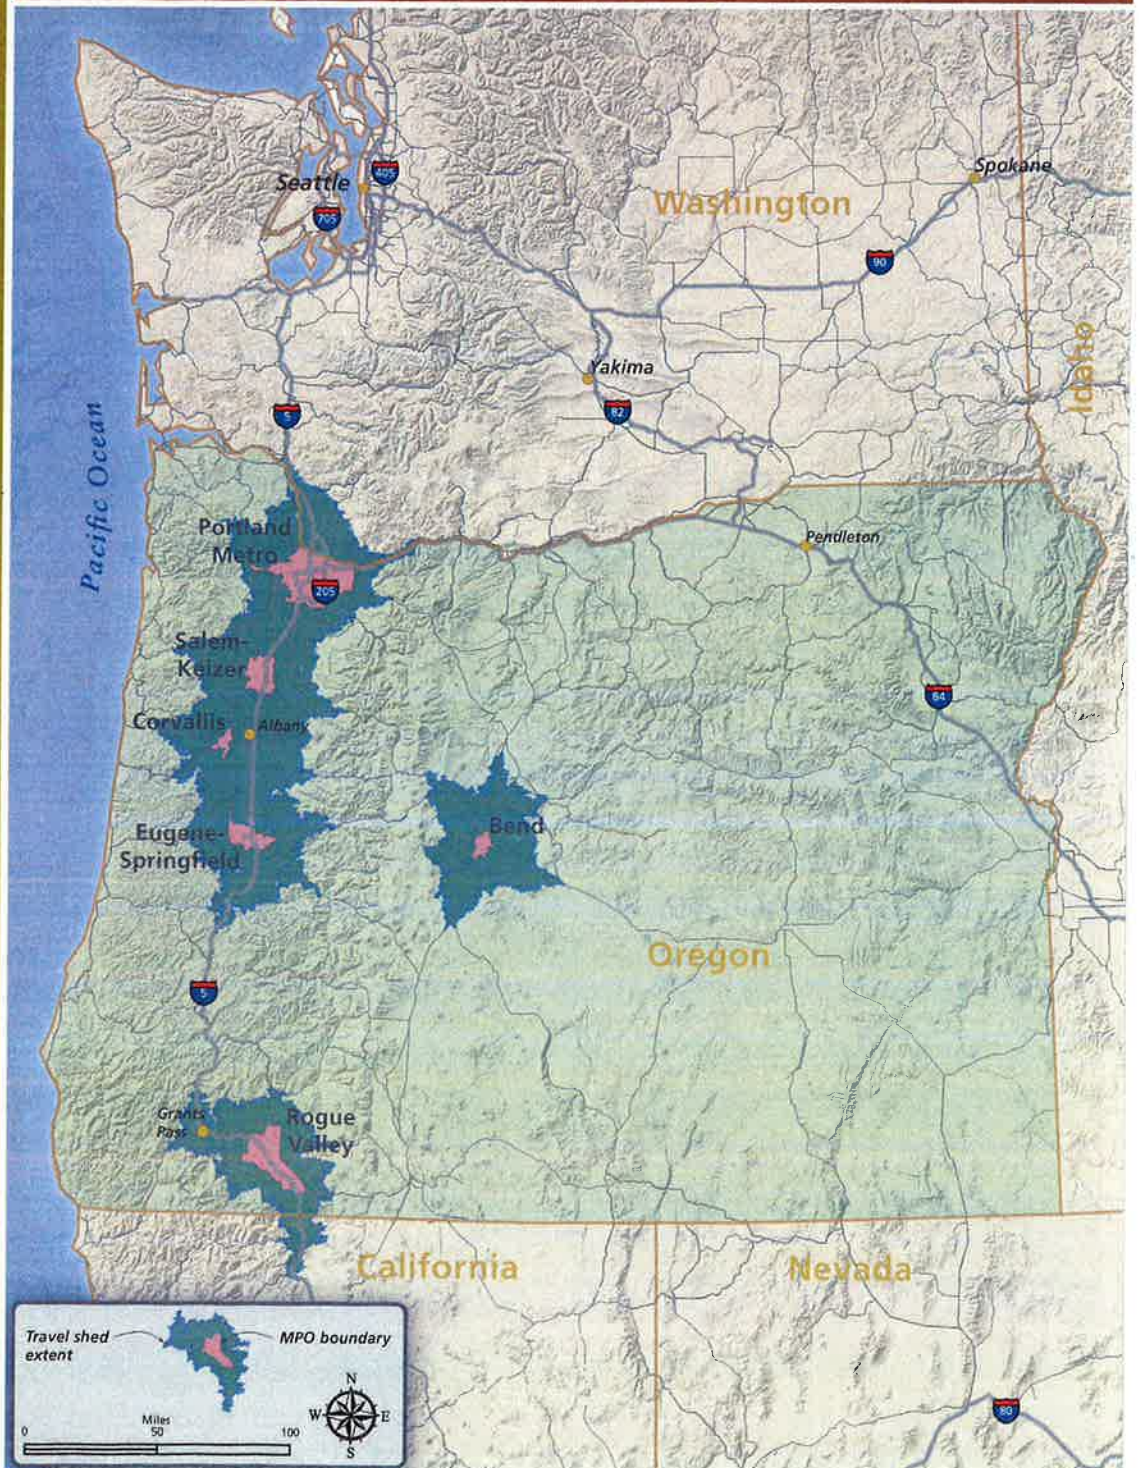 Seattle
405
705
Spokane
Washington
90
Idaho
Yakima
82
5
Pacific Ocean
Portland
Metro
205
Pendleton
Salem-
Keizer
84
Corvallis
Albany
Eugene-
Springfield
Bend
Oregon
5
Grants
Pass
Rogue
Valley
California
Nevada
Travel shed
extent
MPO boundary
N
W
E
S
Miles
0
50
100
80